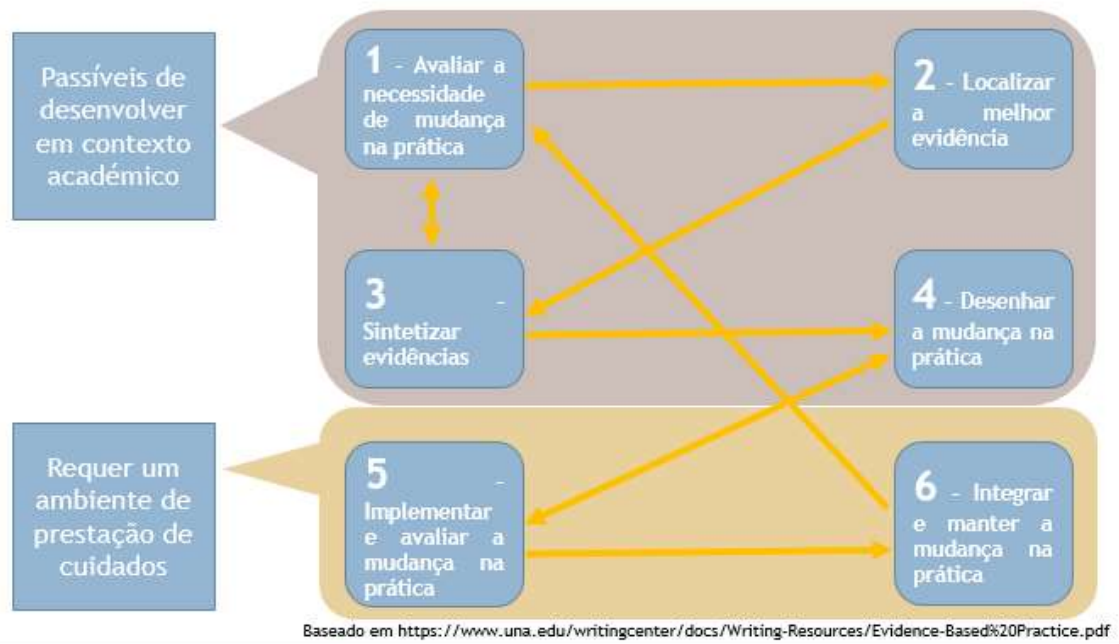 Passíveis de
desenvolver
em contexto
académico
1 - Avaliar a
necessidade
de mudança
na prática
2 - Localizar
a melhor
evidência
3 -
Sintetizar
evidências
4 - Desenhar
a mudança na
prática
Requer um
ambiente de
prestação de
cuidados
5 -
Implementar
e avaliar a
mudança na
prática
6 - Integrar
e manter a
mudança na
prática
Baseado em https://www.una.edu/writingcenter/docs/Writing-Resources/Evidence-Based%20Practice.pdf